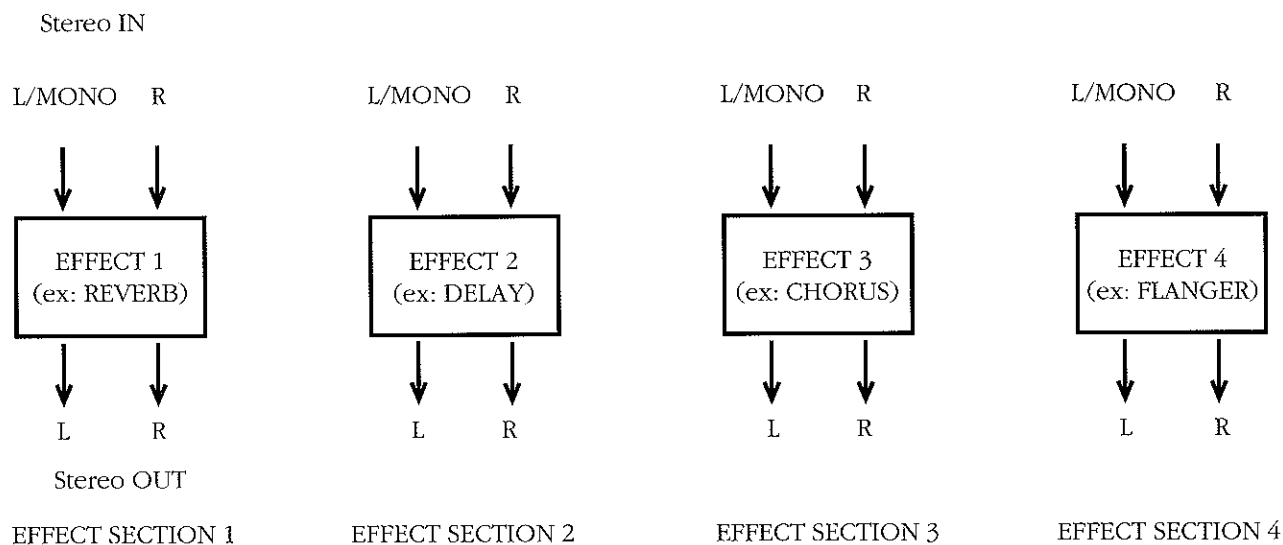 Stereo IN
L/MONO R
L/MONO R
L/MONO R
L/MONO R
EFFECT 1
(ex: REVERB)
EFFECT 2
(ex: DELAY)
EFFECT 3
(ex: CHORUS)
EFFECT 4
(ex: FLANGER)
L R
L R
L R
L R
Stereo OUT
EFFECT SECTION 1
EFFECT SECTION 2
EFFECT SECTION 3
EFFECT SECTION 4